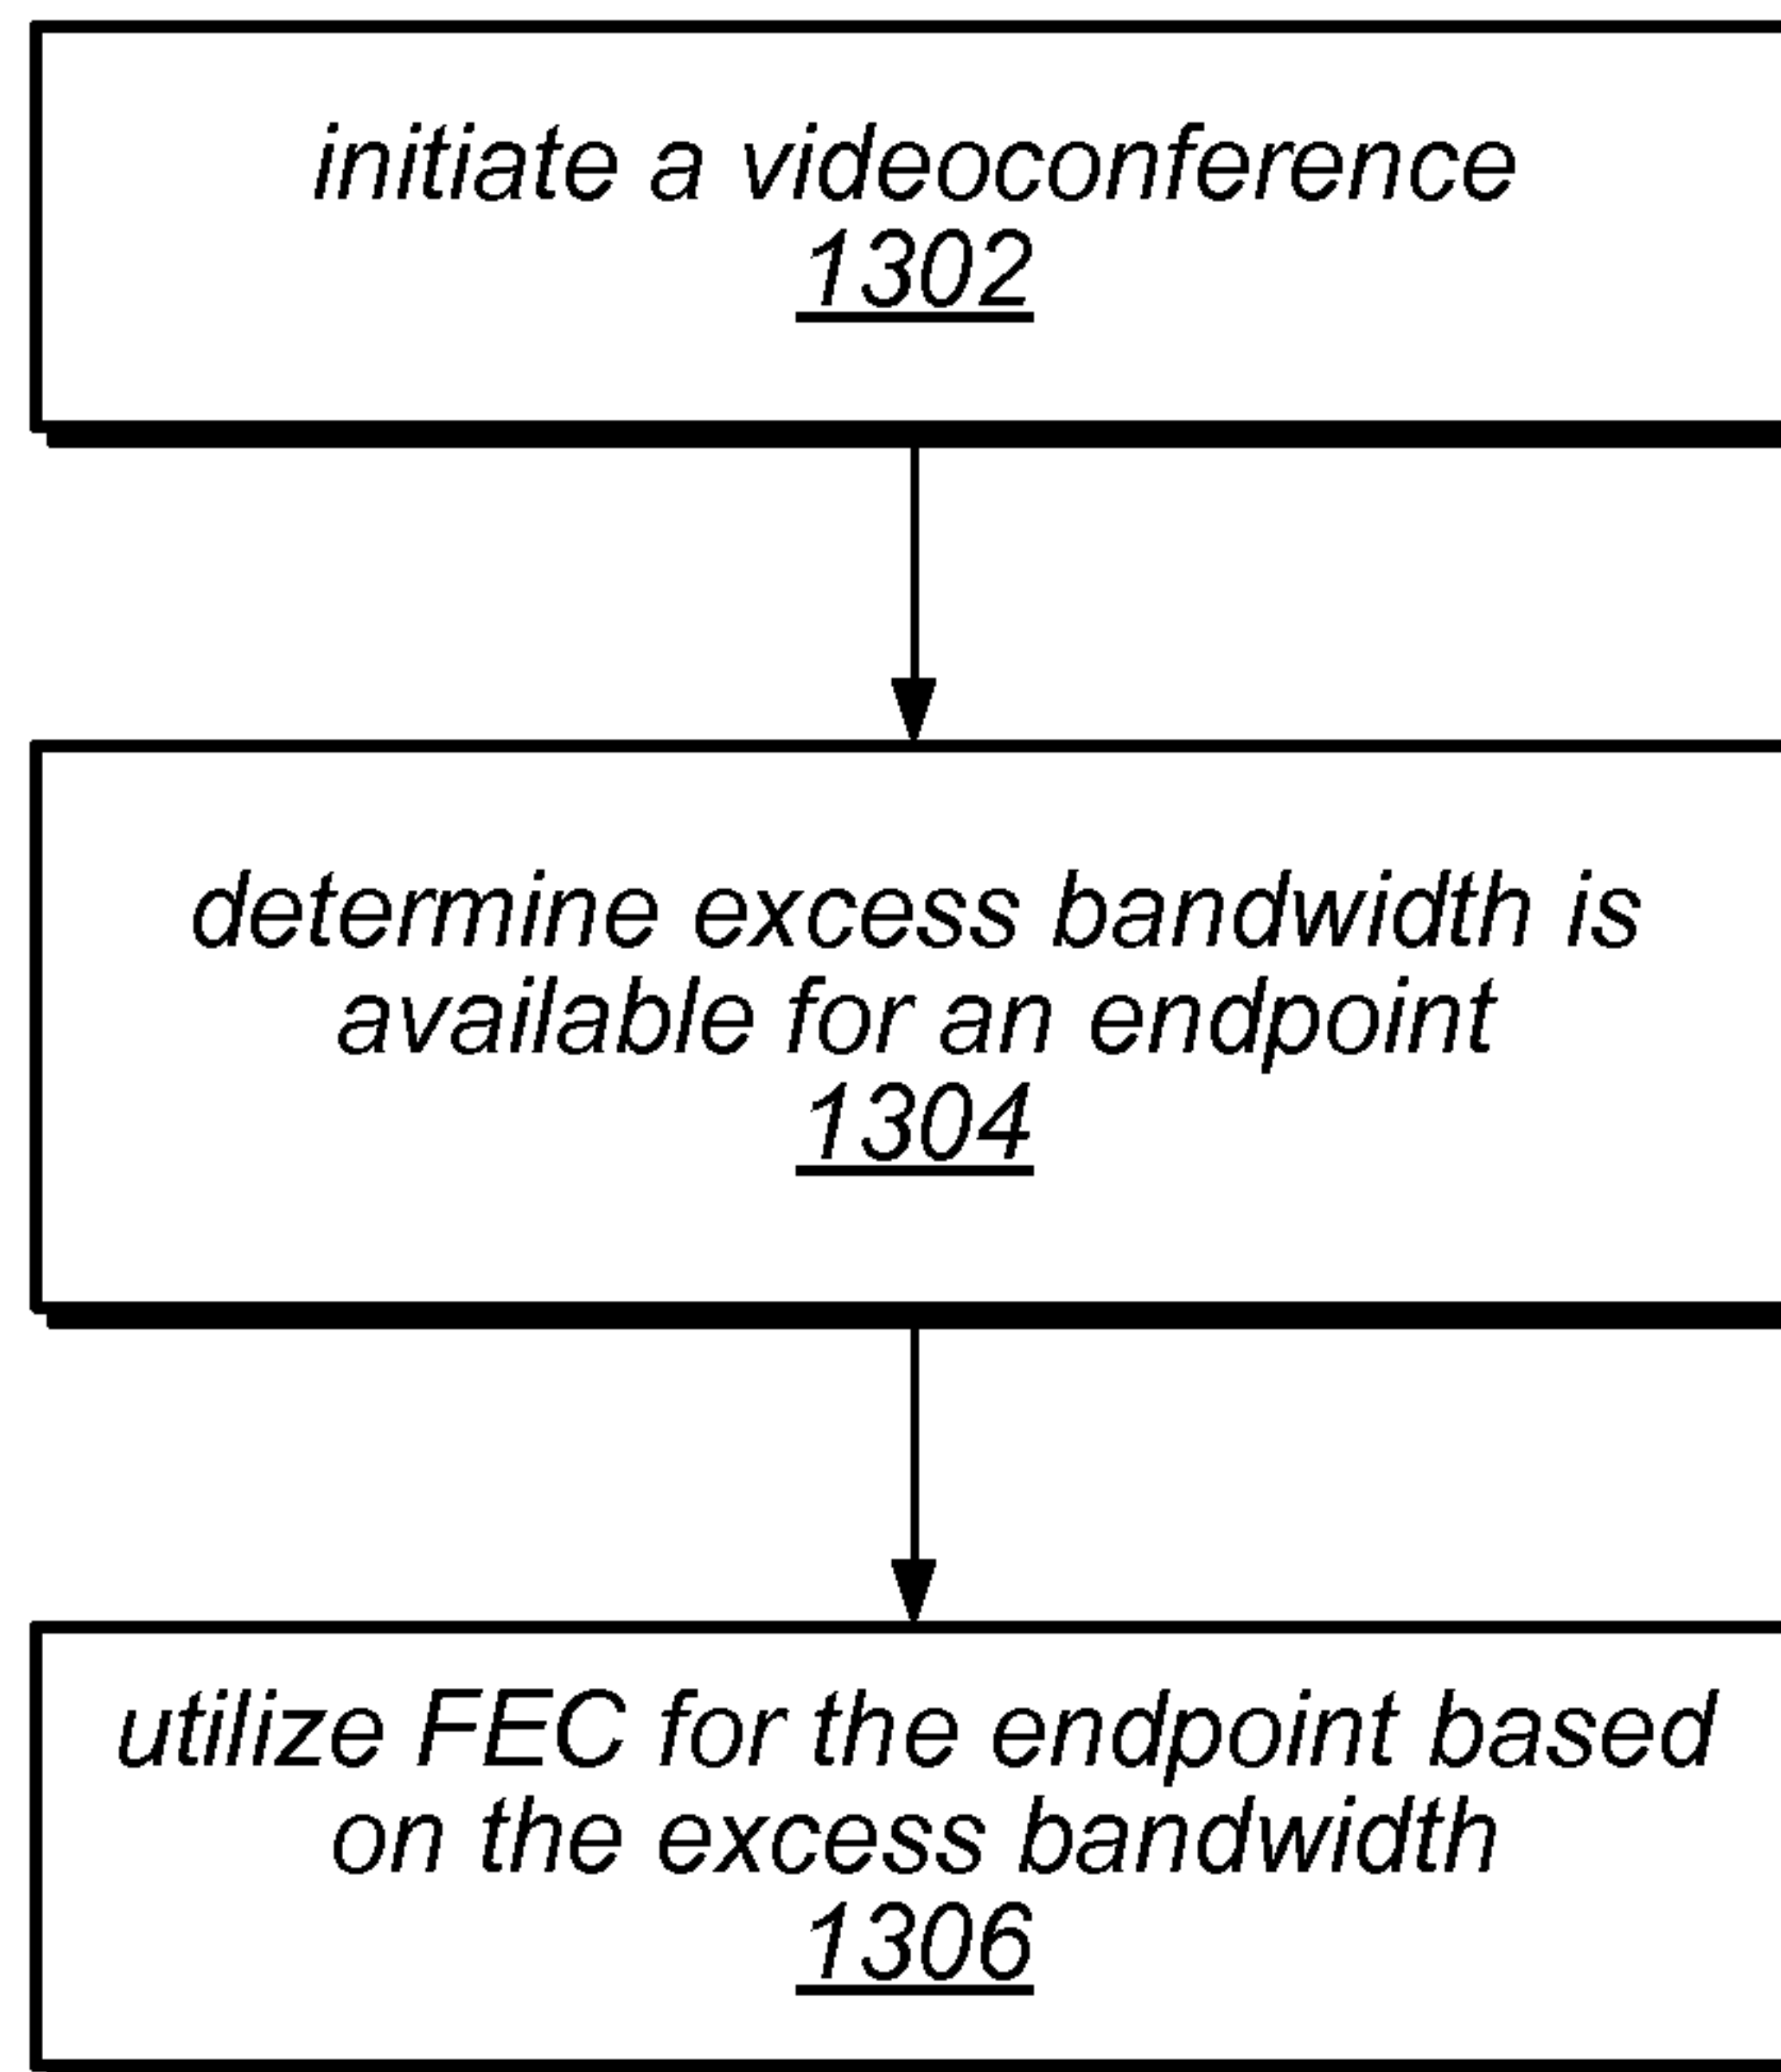 initiate a videoconference
1302
determine excess bandwidth is
available for an endpoint
1304
utilize FEC for the endpoint based
on the excess bandwidth
1306